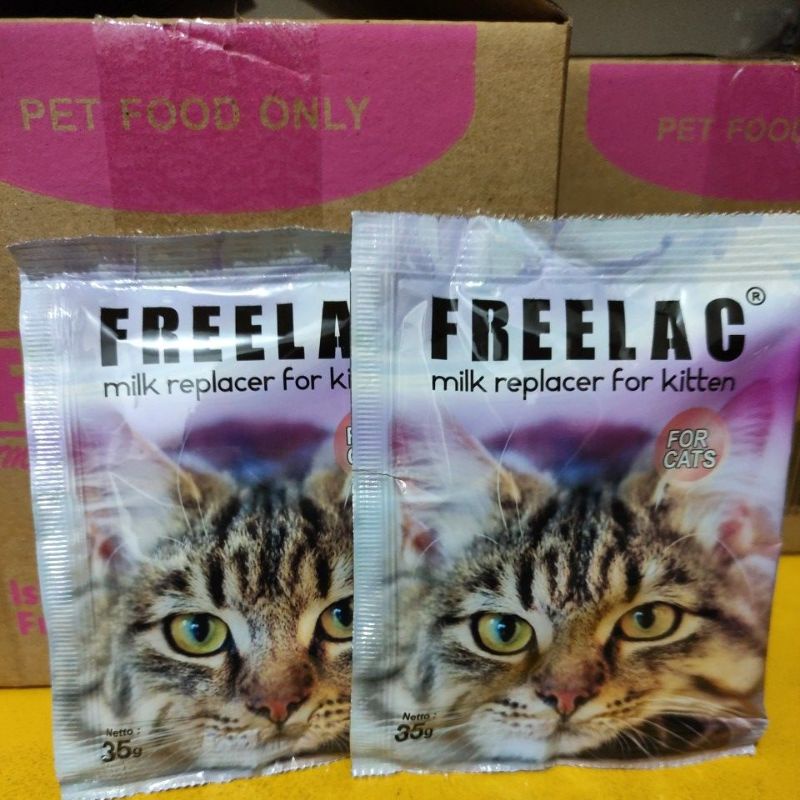 PET FOOD ONLY
PET FOO
FREELA
milk replacer for ki
Netto :
35g
FREELAC®
milk replacer for kitten
FOR
CATS
Netto :
35g